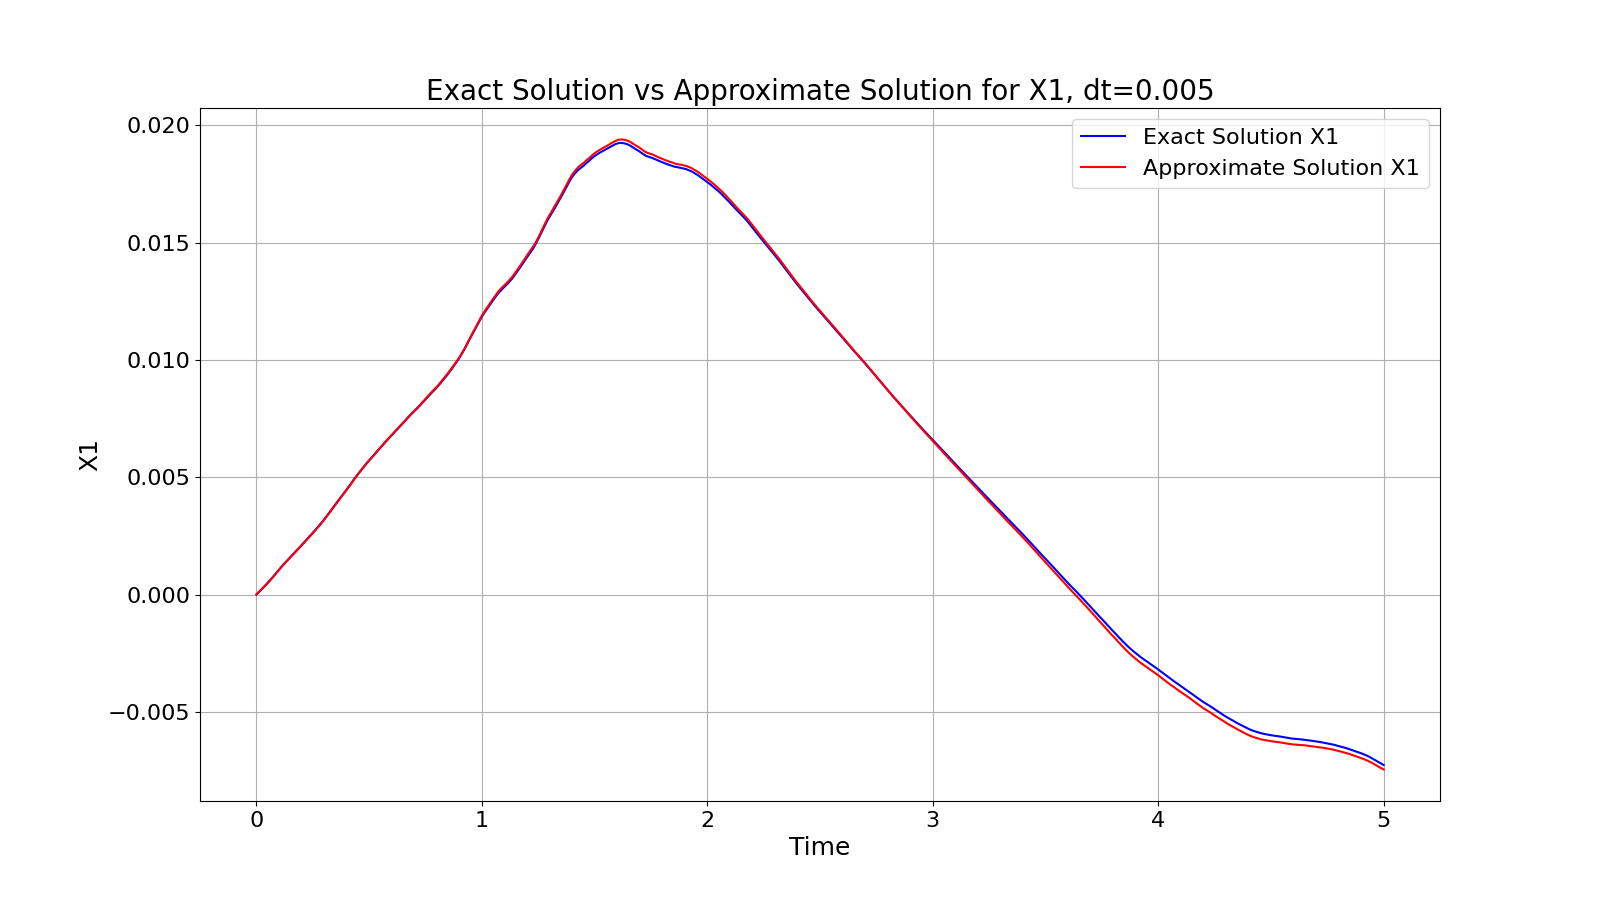 Exact Solution vs Approximate Solution for X1, dt=0.005
Exact Solution X1
Approximate Solution X1
0.020
0.015
0.010
0.005
0.000
−0.005
X1
0 1 2 3 4 5
Time